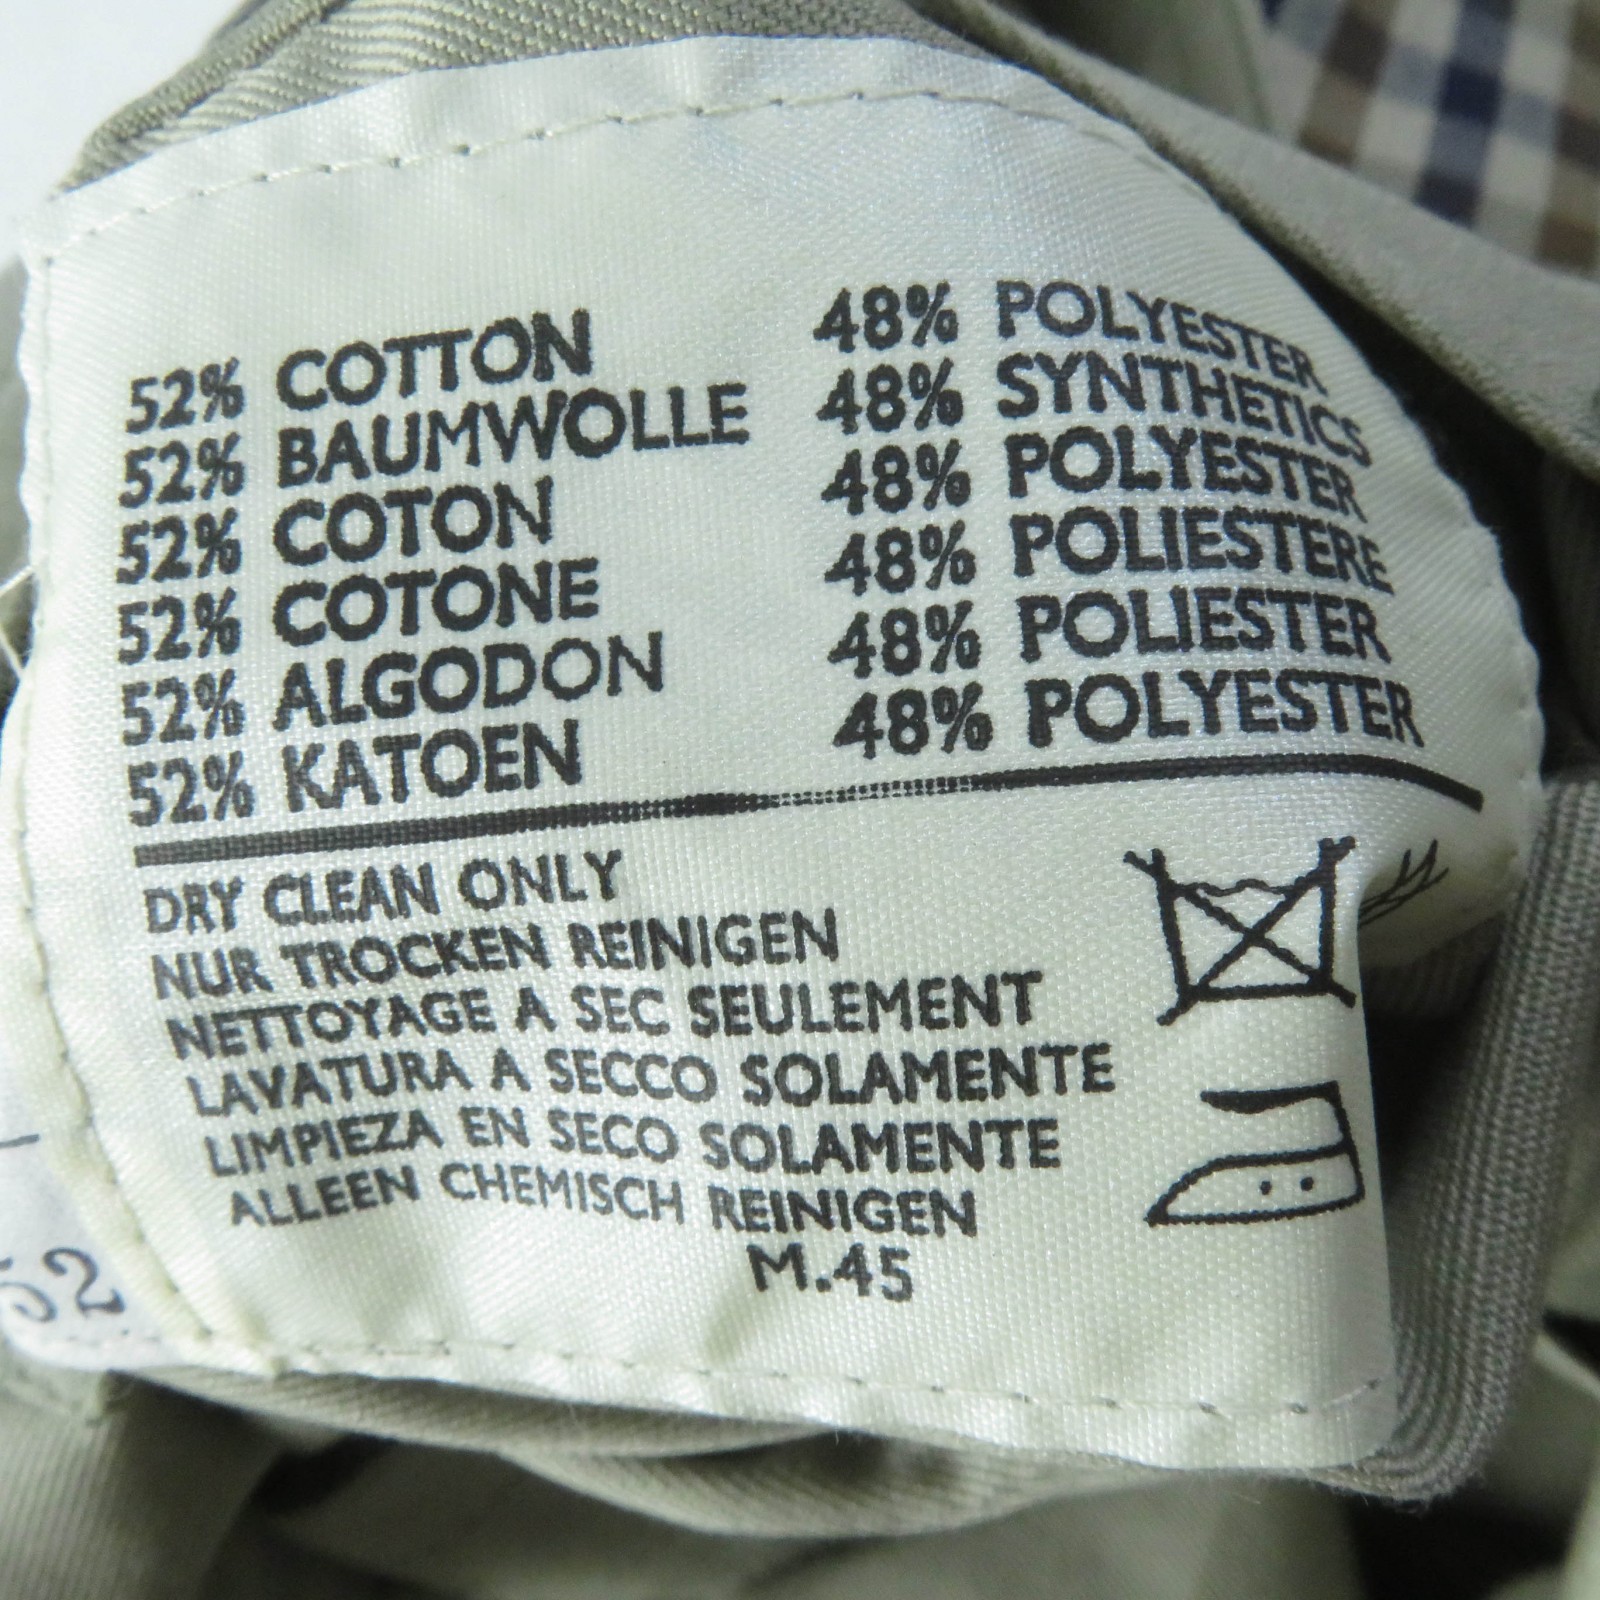 52% COTTON 48% POLYESTER
52% BAUMWOLLE 48% SYNTHETICS
52% COTON 48% POLYESTER
52% COTONE 48% POLIESTERE
52% ALGODON 48% POLIESTER
52% KATOEN 48% POLYESTER
DRY CLEAN ONLY
NUR TROCKEN REINIGEN
NETTOYAGE A SEC SEULEMENT
LAVATURA A SECCO SOLAMENTE
LIMPIEZA EN SECO SOLAMENTE
ALLEEN CHEMISCH REINIGEN
M.45
52